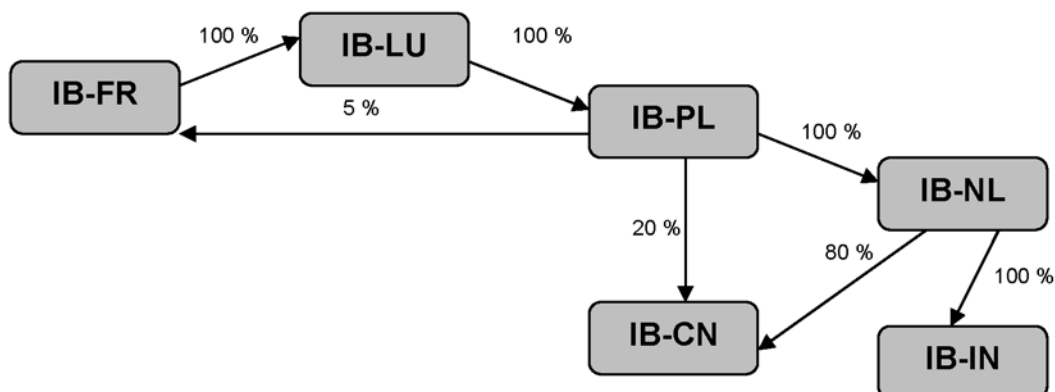 100 %
IB-LU
100 %
IB-FR
5 %
IB-PL
100 %
IB-NL
20 %
80 %
100 %
IB-CN
IB-IN